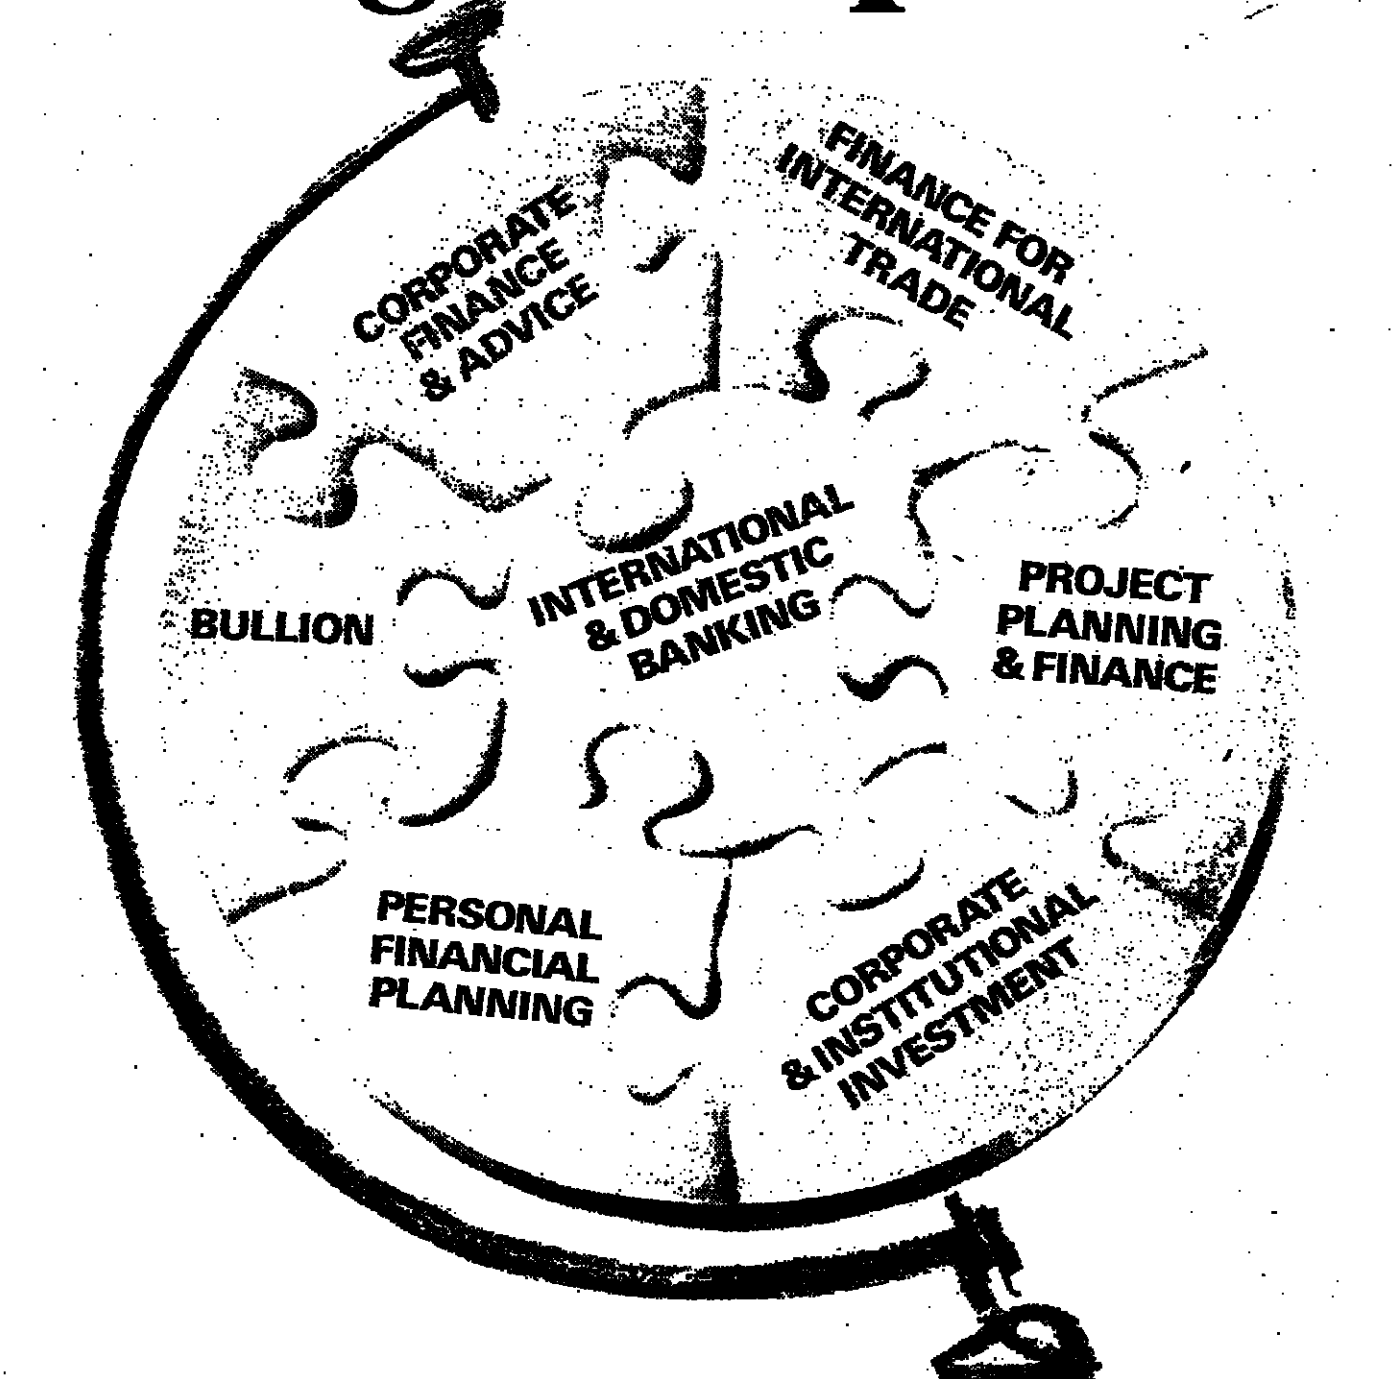 CORPORATE
FINANCE
& ADVICE
FINANCE FOR
INTERNATIONAL
TRADE
BULLION
INTERNATIONAL
& DOMESTIC
BANKING
PROJECT
PLANNING
& FINANCE
PERSONAL
FINANCIAL
PLANNING
CORPORATE
& INSTITUTIONAL
INVESTMENT